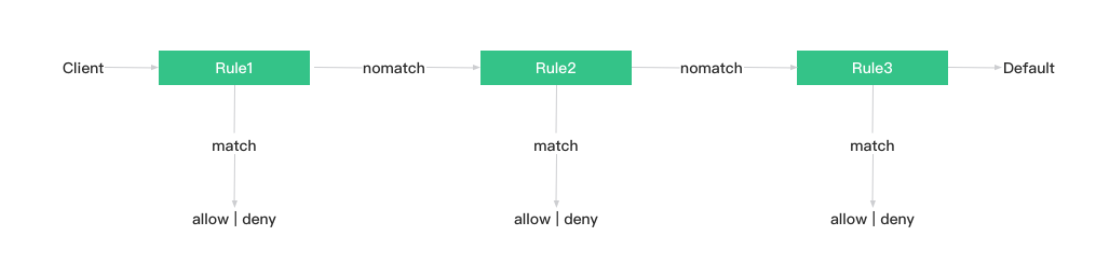 Client Rule1 nomatch Rule2 nomatch Rule3 Default
match match match
allow | deny allow | deny allow | deny